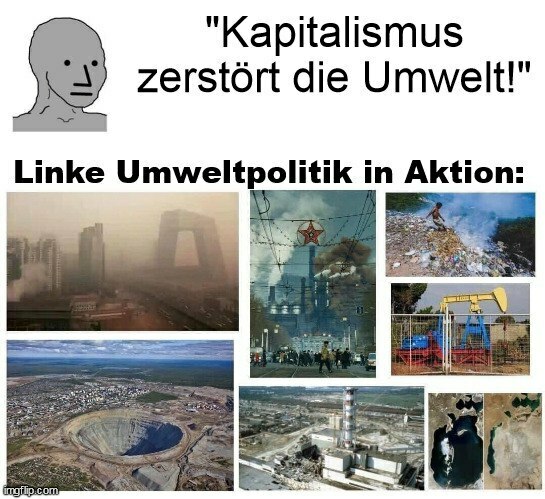 "Kapitalismus
zerstört die Umwelt!"
Linke Umweltpolitik in Aktion:
imgflip.com